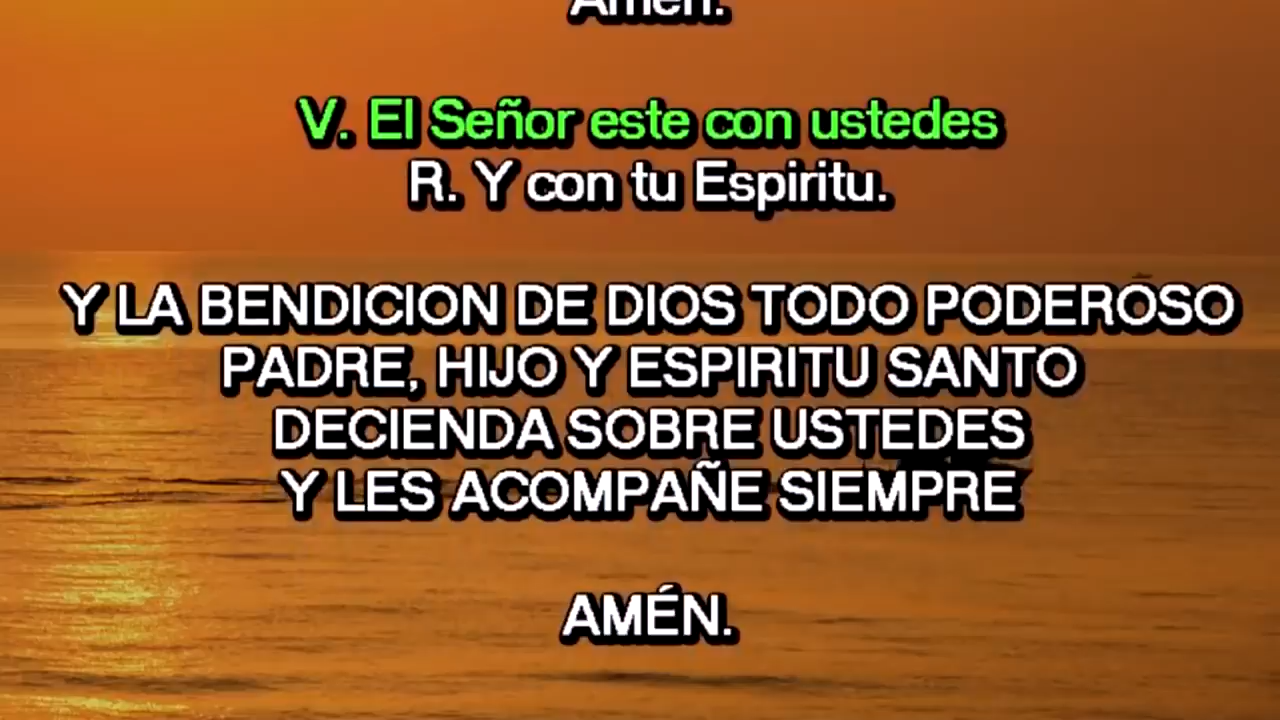 Amén.
V. El Señor este con ustedes
R. Y con tu Espiritu.
Y LA BENDICION DE DIOS TODO PODEROSO
PADRE, HIJO Y ESPIRITU SANTO
DECIENDA SOBRE USTEDES
Y LES ACOMPAÑE SIEMPRE
AMÉN.